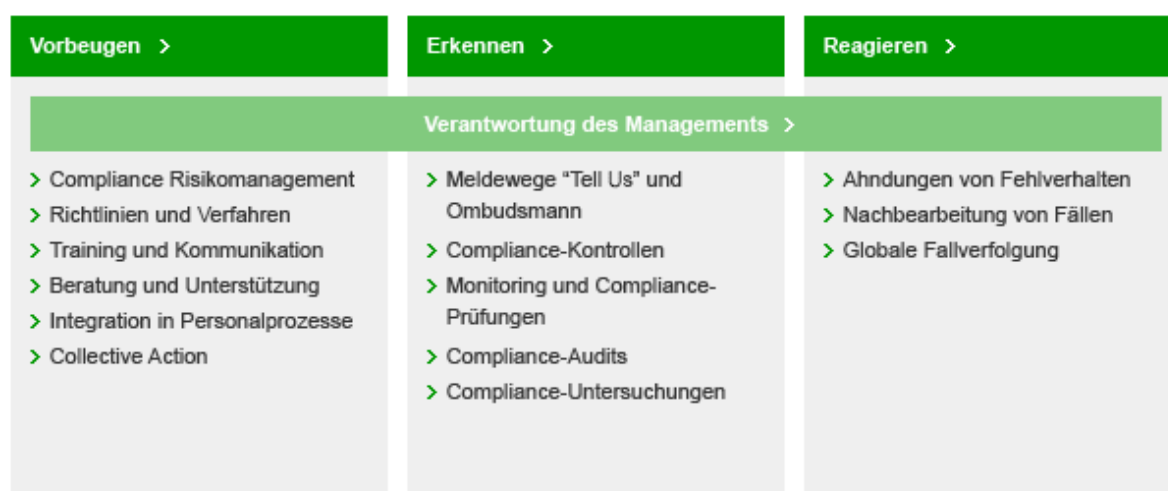 Vorbeugen >
Erkennen >
Reagieren >
Verantwortung des Managements >
> Compliance Risikomanagement
> Richtlinien und Verfahren
> Training und Kommunikation
> Beratung und Unterstützung
> Integration in Personalprozesse
> Collective Action
> Meldewege “Tell Us” und
Ombudsmann
> Compliance-Kontrollen
> Monitoring und Compliance-
Prüfungen
> Compliance-Audits
> Compliance-Untersuchungen
> Ahndungen von Fehlverhalten
> Nachbearbeitung von Fällen
> Globale Fallverfolgung